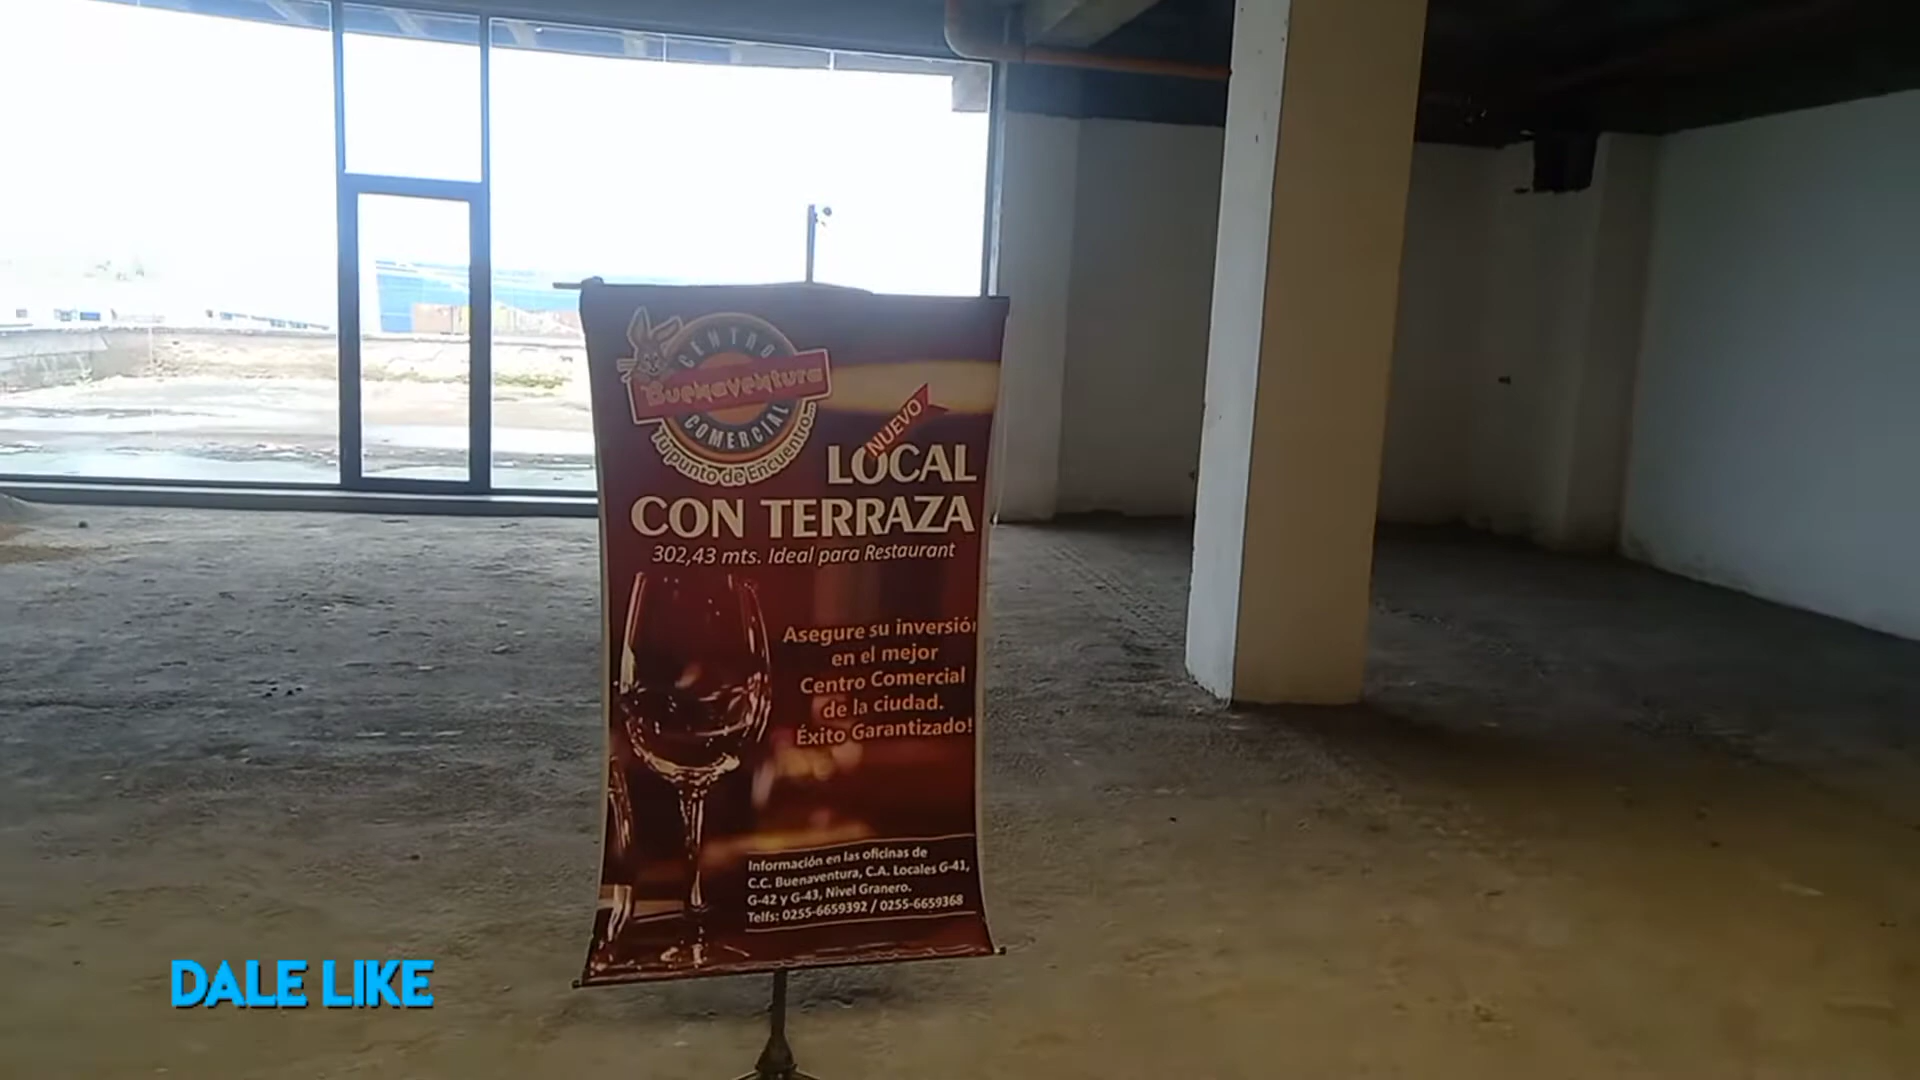 CENTRO
Buenaventura
COMERCIAL
Tu punto de Encuentro...
NUEVO
LOCAL
CON TERRAZA
302,43 mts. Ideal para Restaurant
Asegure su inversión
en el mejor
Centro Comercial
de la ciudad.
Éxito Garantizado!
Información en las oficinas de
C.C. Buenaventura, C.A. Locales G-41,
G-42 y G-43, Nivel Granero.
Telfs: 0255-6659392 / 0255-6659368
DALE LIKE